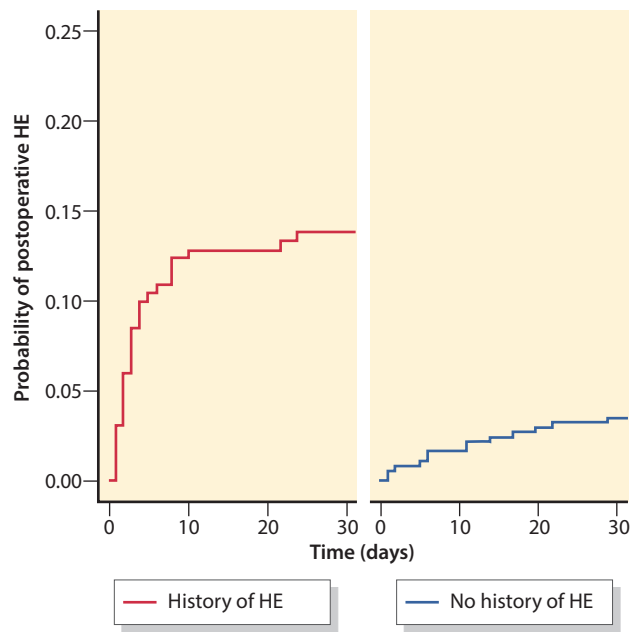 Probability of postoperative HE
0.25
0.20
0.15
0.10
0.05
0.00
0 10 20 30 0 10 20 30
Time (days)
History of HE
No history of HE